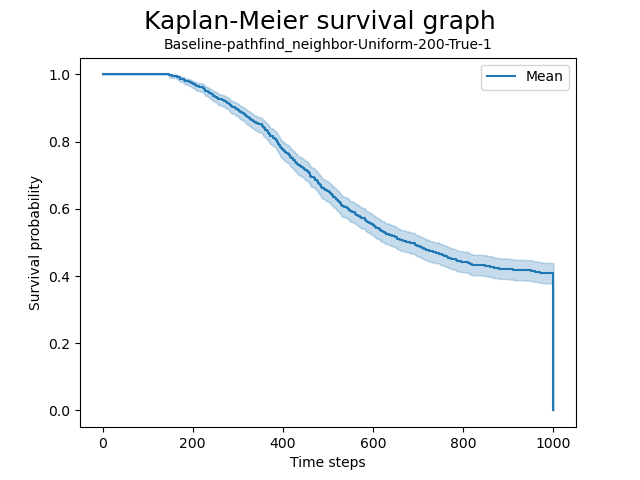 Kaplan-Meier survival graph
Baseline-pathfind_neighbor-Uniform-200-True-1
Mean
1.0
0.8
0.6
0.4
0.2
0.0
Survival probability
0
200
400
600
800
1000
Time steps